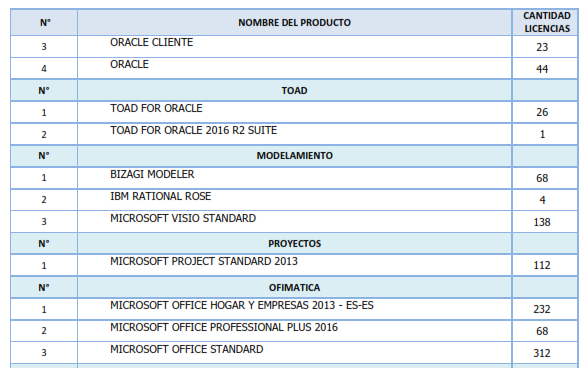 N° NOMBRE DEL PRODUCTO CANTIDAD LICENCIAS
3 ORACLE CLIENTE 23
4 ORACLE 44
N° TOAD
1 TOAD FOR ORACLE 26
2 TOAD FOR ORACLE 2016 R2 SUITE 1
N° MODELAMIENTO
1 BIZAGI MODELER 68
2 IBM RATIONAL ROSE 4
3 MICROSOFT VISIO STANDARD 138
N° PROYECTOS
1 MICROSOFT PROJECT STANDARD 2013 112
N° OFIMATICA
1 MICROSOFT OFFICE HOGAR Y EMPRESAS 2013 - ES-ES 232
2 MICROSOFT OFFICE PROFESSIONAL PLUS 2016 68
3 MICROSOFT OFFICE STANDARD 312